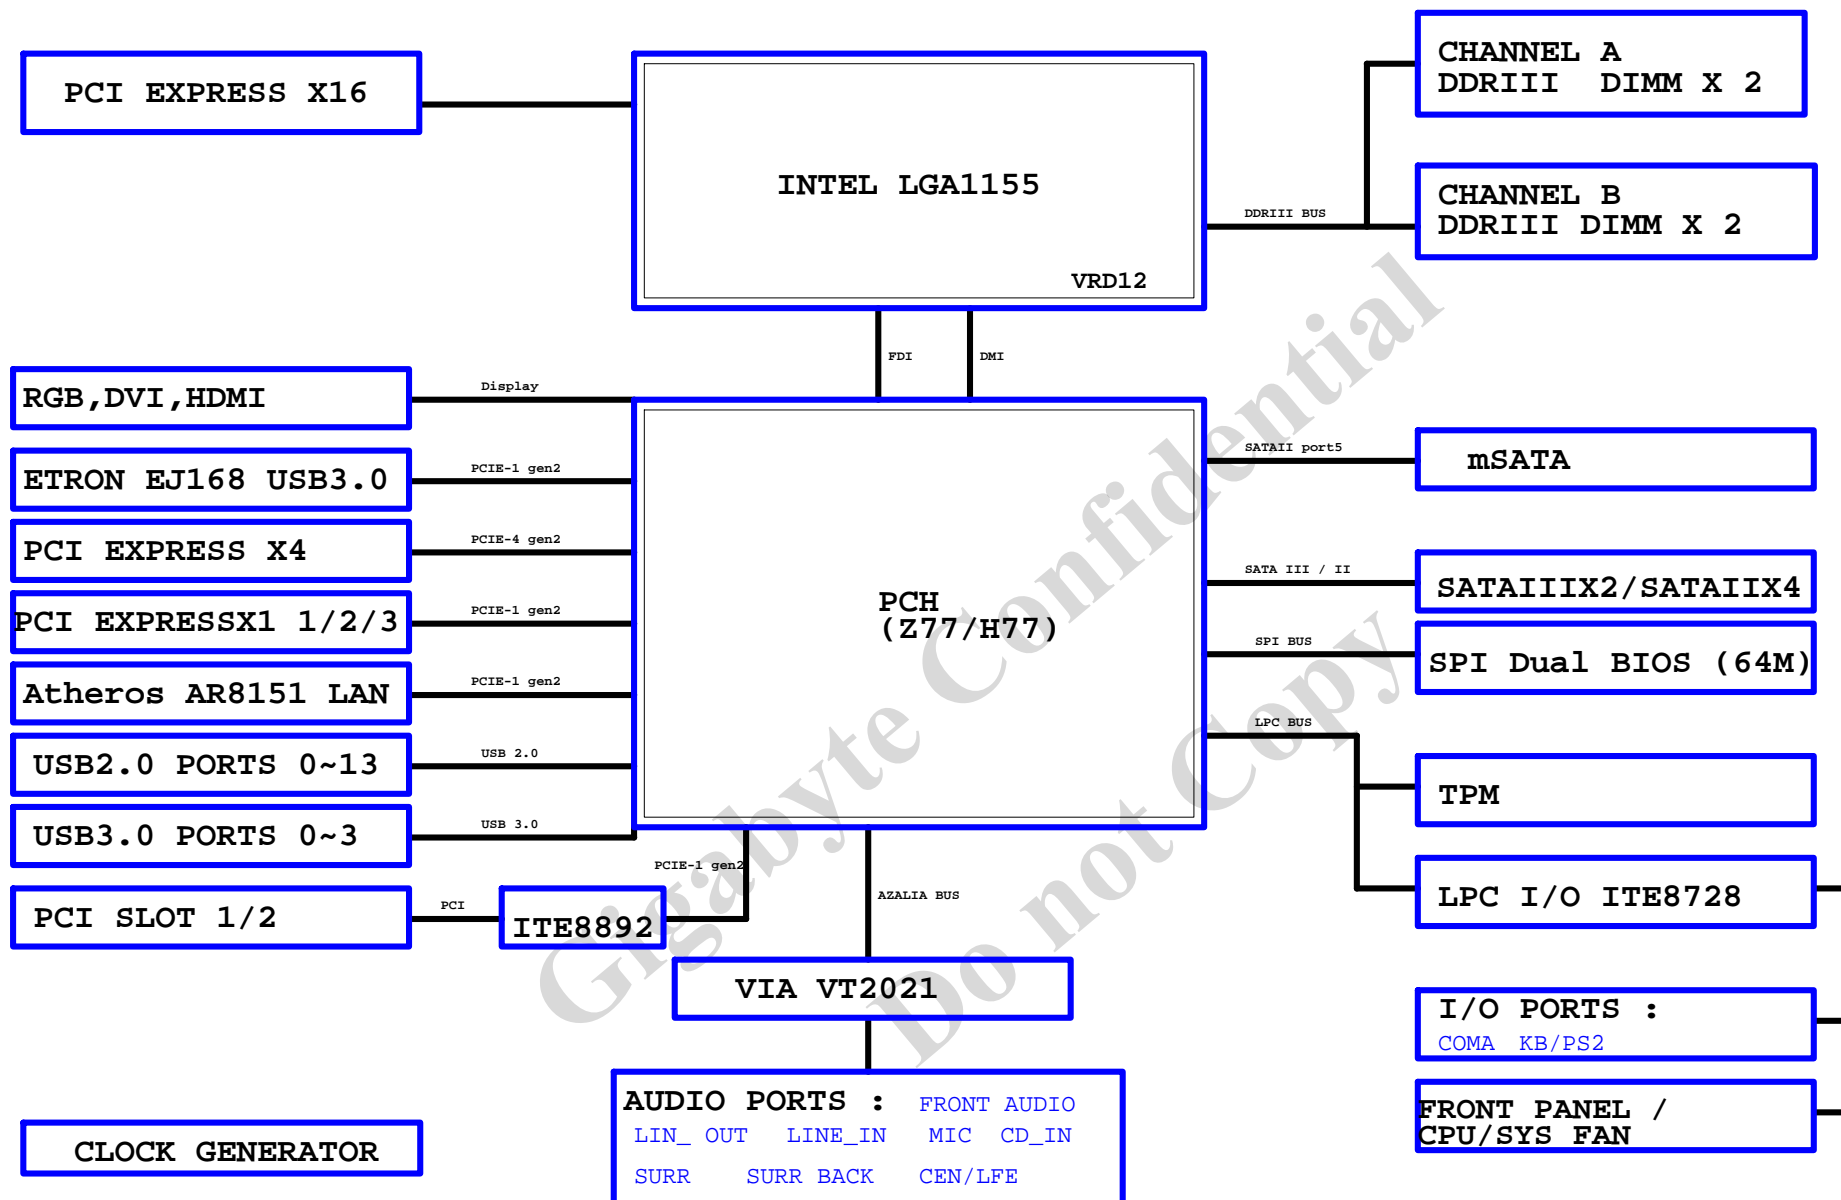 PCI EXPRESS X16
INTEL LGA1155
VRD12
CHANNEL A
DDRIII DIMM X 2
CHANNEL B
DDRIII DIMM X 2
DDRIII BUS
FDI
DMI
RGB,DVI,HDMI
Display
ETRON EJ168 USB3.0
PCIE-1 gen2
PCI EXPRESS X4
PCIE-4 gen2
PCI EXPRESSX1 1/2/3
PCIE-1 gen2
Atheros AR8151 LAN
PCIE-1 gen2
USB2.0 PORTS 0~13
USB 2.0
USB3.0 PORTS 0~3
USB 3.0
PCI SLOT 1/2
PCI
ITE8892
PCIE-1 gen2
PCH
(Z77/H77)
SATAII port5
mSATA
SATA III / II
SATAIIIX2/SATAIIX4
SPI BUS
SPI Dual BIOS (64M)
LPC BUS
TPM
LPC I/O ITE8728
AZALIA BUS
VIA VT2021
I/O PORTS :
COMA KB/PS2
FRONT PANEL /
CPU/SYS FAN
AUDIO PORTS : FRONT AUDIO
LIN_ OUT LINE_IN MIC CD_IN
SURR SURR BACK CEN/LFE
CLOCK GENERATOR
Gigabyte Confidential
Do not Copy